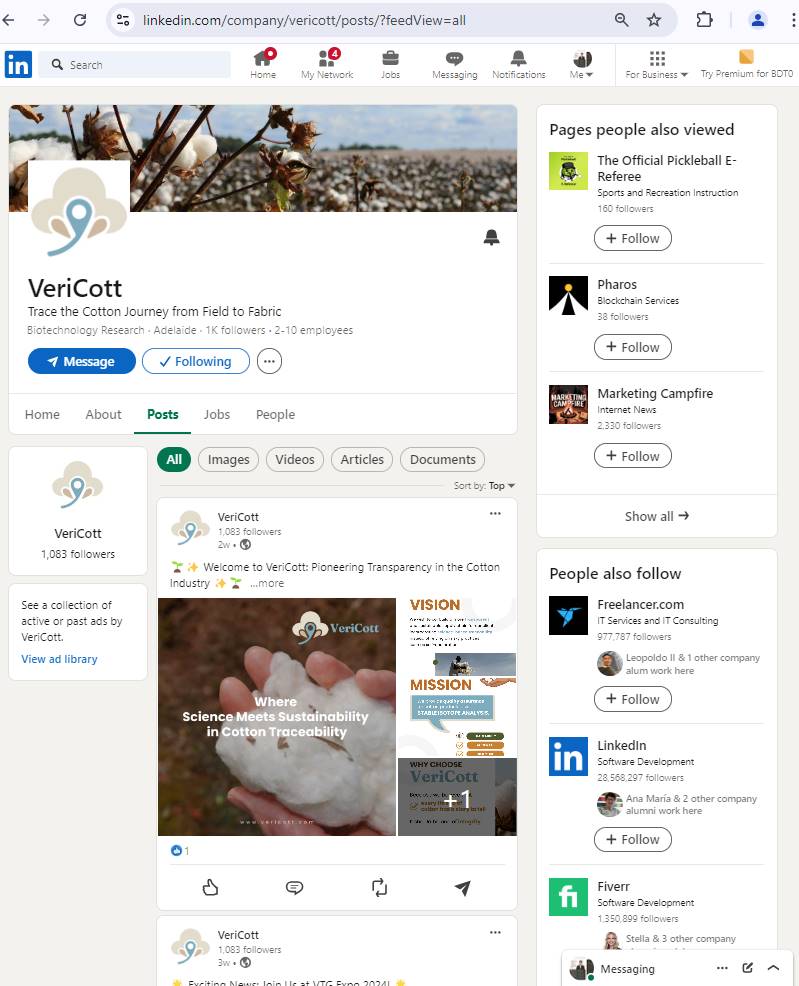 linkedin.com/company/vericott/posts/?feedView=all
in
Search
Home
4
My Network
Jobs
Messaging
Notifications
Me
For Business
Try Premium for BDT0
VeriCott
Trace the Cotton Journey from Field to Fabric
Biotechnology Research · Adelaide · 1K followers · 2-10 employees
Message
Following
Home
About
Posts
Jobs
People
VeriCott
1,083 followers
See a collection of
active or past ads by
VeriCott.
View ad library
All
Images
Videos
Articles
Documents
Sort by: Top
VeriCott
1,083 followers
2w •
🌱 ✨ Welcome to VeriCott: Pioneering Transparency in the Cotton
Industry ✨ 🌱 ...more
VeriCott
Where
Science Meets Sustainability
in Cotton Traceability
www.vericott.com
VISION
MISSION
STABLE ISOTOPE ANALYSIS.
WHY CHOOSE
VeriCott
+1
1
VeriCott
1,083 followers
3w •
🌟 Exciting News: Join Us at VTG Expo 2024! 🌟
Pages people also viewed
The Official Pickleball E-
Referee
Sports and Recreation Instruction
160 followers
+ Follow
Pharos
Blockchain Services
38 followers
+ Follow
MARKETING
CAMPFIRE
Marketing Campfire
Internet News
2,330 followers
+ Follow
Show all →
People also follow
Freelancer.com
IT Services and IT Consulting
977,787 followers
Leopoldo II & 1 other company
alum work here
+ Follow
in
LinkedIn
Software Development
28,568,297 followers
Ana María & 2 other company
alumni work here
+ Follow
fi
Fiverr
Software Development
1,350,899 followers
Stella & 3 other company
Messaging